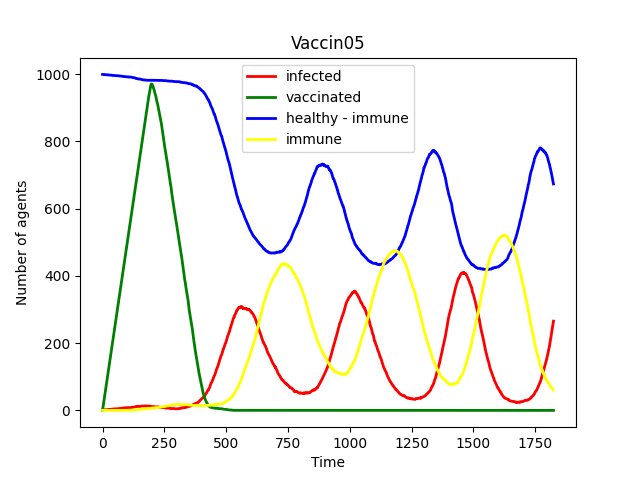 Vaccin05
Number of agents
1000
800
600
400
200
0
infected
vaccinated
healthy - immune
immune
0 250 500 750 1000 1250 1500 1750
Time